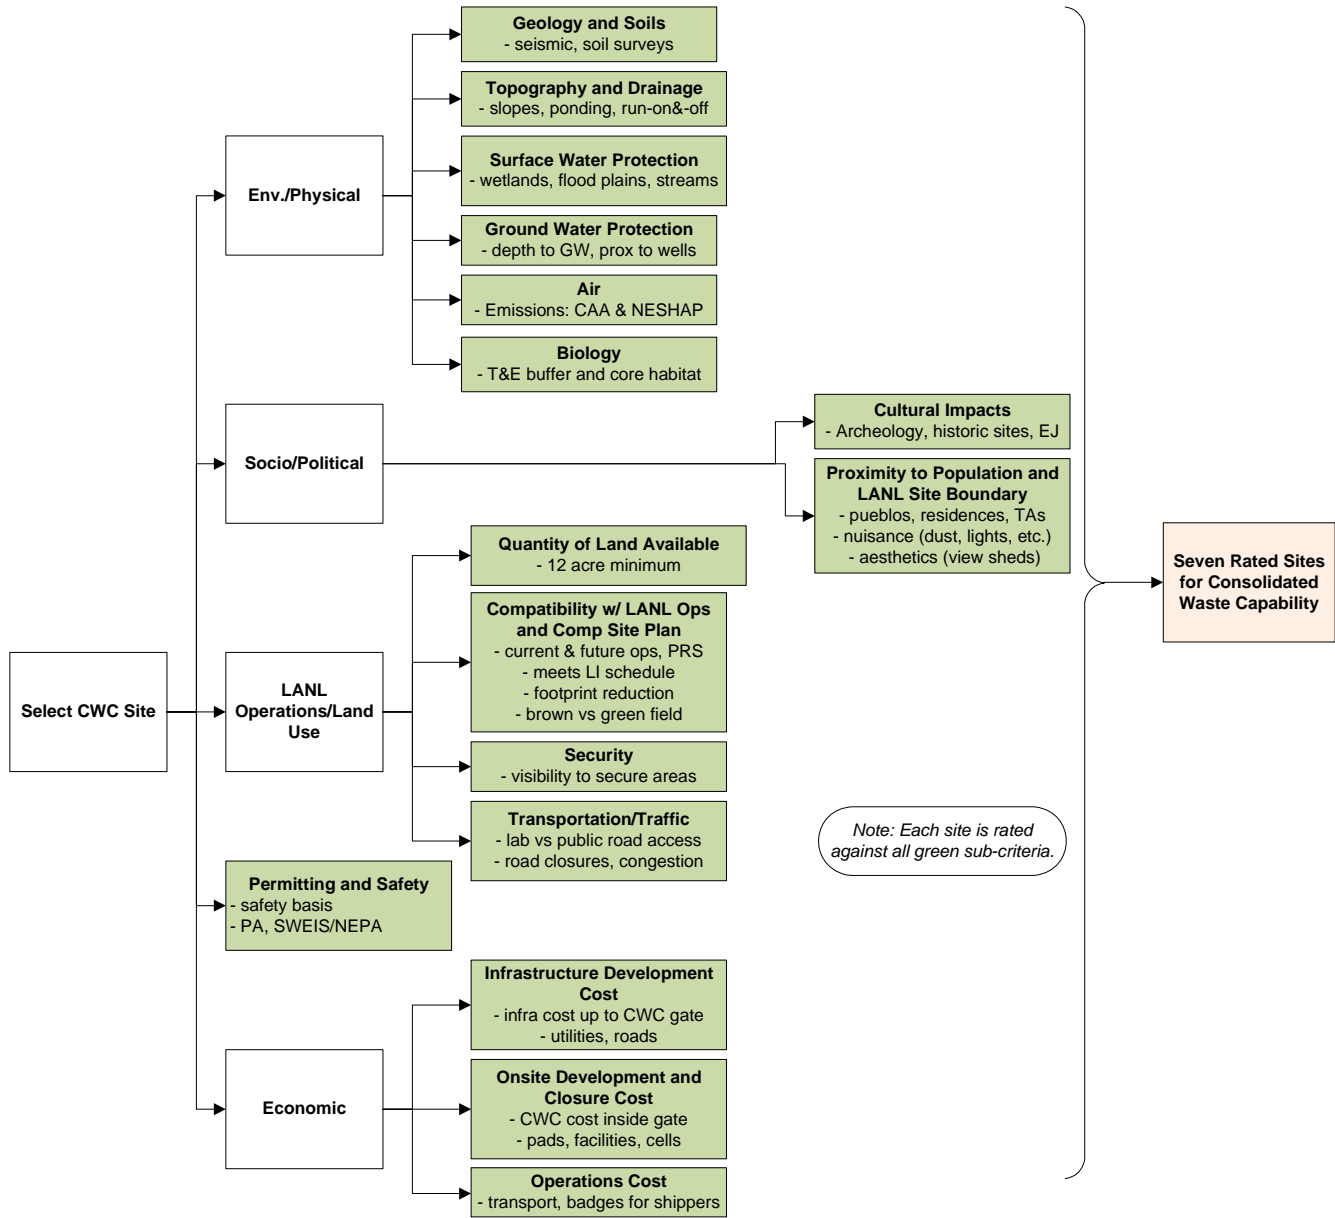 Geology and Soils
- seismic, soil surveys
Topography and Drainage
- slopes, ponding, run-on&-off
Surface Water Protection
- wetlands, flood plains, streams
Ground Water Protection
- depth to GW, prox to wells
Air
- Emissions: CAA & NESHAP
Biology
- T&E buffer and core habitat
Env./Physical
Cultural Impacts
- Archeology, historic sites, EJ
Proximity to Population and
LANL Site Boundary
- pueblos, residences, TAs
- nuisance (dust, lights, etc.)
- aesthetics (view sheds)
Socio/Political
Quantity of Land Available
- 12 acre minimum
Compatibility w/ LANL Ops
and Comp Site Plan
- current & future ops, PRS
- meets LI schedule
- footprint reduction
- brown vs green field
Security
- visibility to secure areas
Transportation/Traffic
- lab vs public road access
- road closures, congestion
Select CWC Site
LANL
Operations/Land
Use
Seven Rated Sites
for Consolidated
Waste Capability
Note: Each site is rated
against all green sub-criteria.
Permitting and Safety
- safety basis
- PA, SWEIS/NEPA
Infrastructure Development
Cost
- infra cost up to CWC gate
- utilities, roads
Onsite Development and
Closure Cost
- CWC cost inside gate
- pads, facilities, cells
Economic
Operations Cost
- transport, badges for shippers